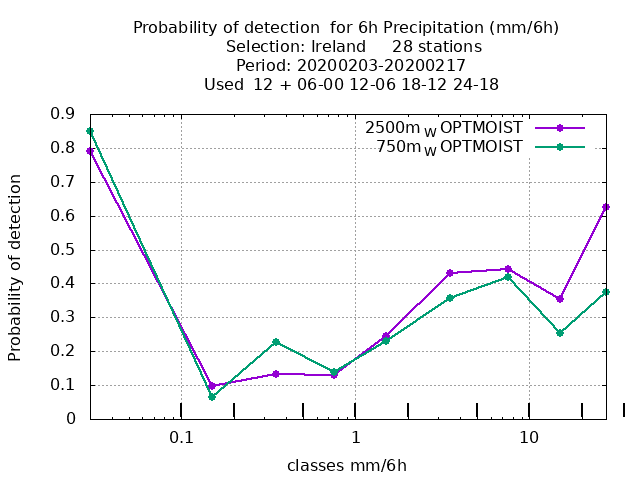 Probability of detection  for 6h Precipitation (mm/6h)
Selection: Ireland     28 stations
Period: 20200203-20200217
Used  12 + 06-00 12-06 18-12 24-18
2500m W OPTMOIST
750m W OPTMOIST
0.9
0.8
0.7
0.6
0.5
0.4
0.3
0.2
0.1
0
Probability of detection
0.1 1 10
classes mm/6h